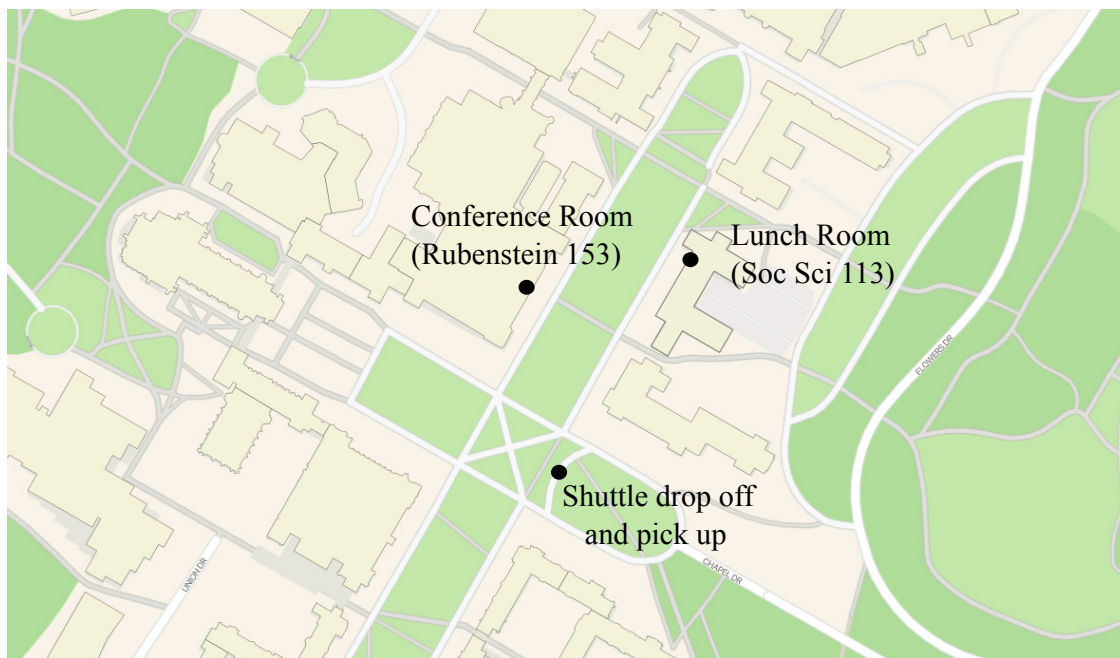 Conference Room
(Rubenstein 153)
Lunch Room
(Soc Sci 113)
FLOWERS DR
Shuttle drop off
and pick up
UNION DR
CHAPEL DR